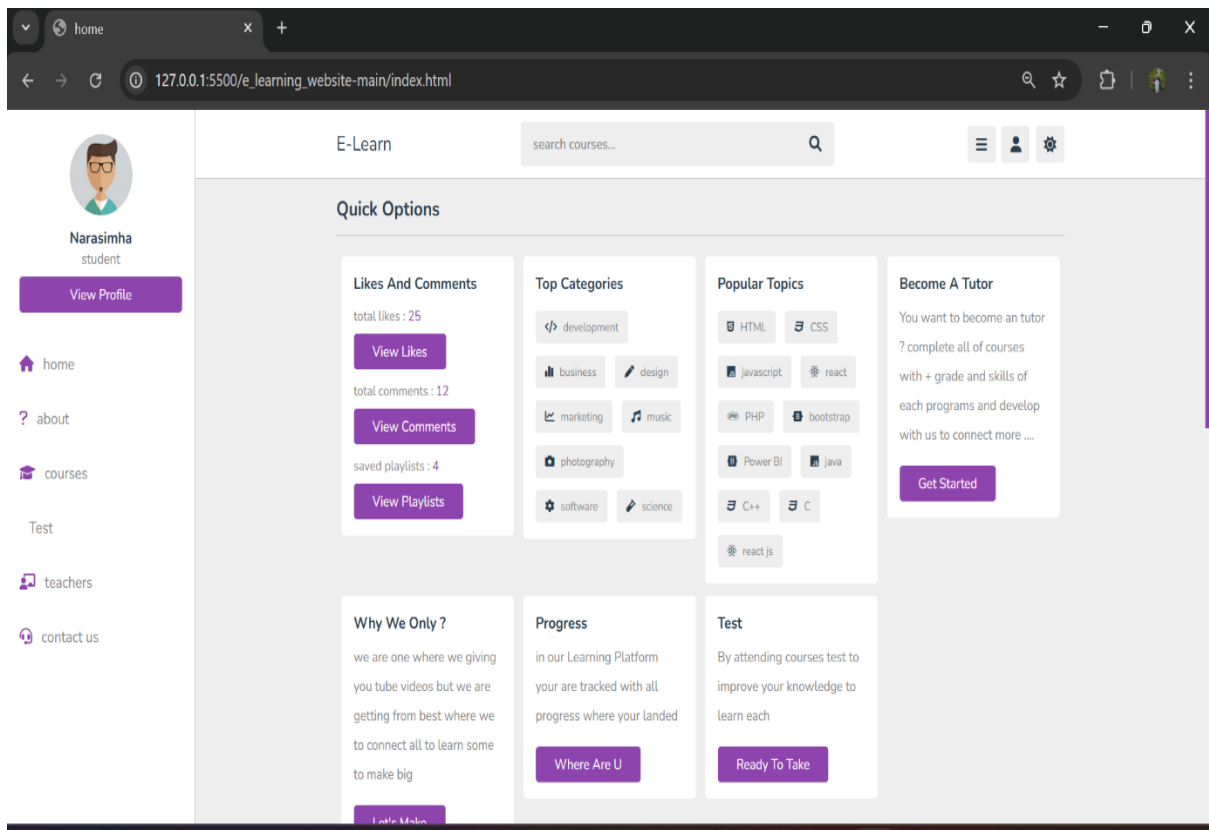 home
127.0.0.1:5500/e_learning_website-main/index.html
Narasimha
student
View Profile
home
about
courses
Test
teachers
contact us
E-Learn
search courses...
Quick Options
Likes And Comments
total likes : 25
View Likes
total comments : 12
View Comments
saved playlists : 4
View Playlists
Top Categories
development
business design
marketing music
photography
software science
Popular Topics
HTML CSS
javascript react
PHP bootstrap
Power BI java
C++ C
react js
Become A Tutor
You want to become an tutor
? complete all of courses
with + grade and skills of
each programs and develop
with us to connect more ....
Get Started
Why We Only ?
we are one where we giving
you tube videos but we are
getting from best where we
to connect all to learn some
to make big
Let's Make
Progress
in our Learning Platform
your are tracked with all
progress where your landed
Where Are U
Test
By attending courses test to
improve your knowledge to
learn each
Ready To Take